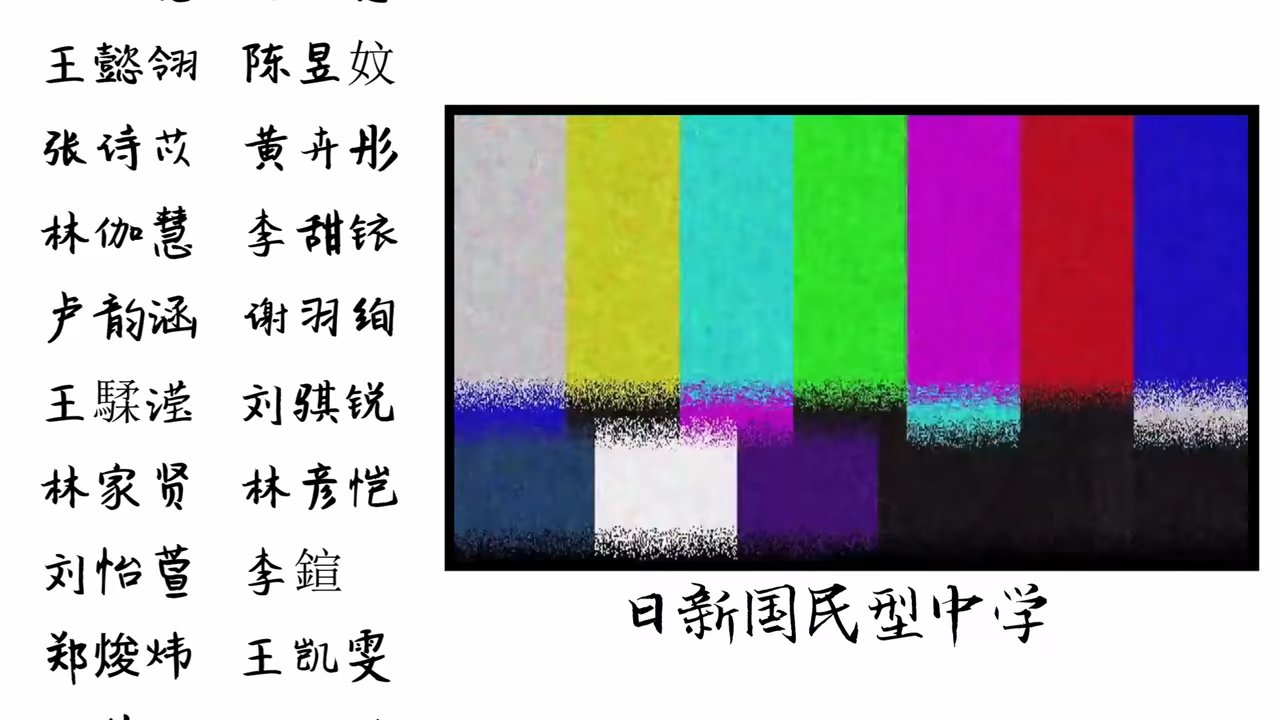 王懿翎 陈昱妏
张诗苡 黄卉彤
林伽慧 李甜铱
卢韵涵 谢羽绚
王騥滢 刘骐锐
林家贤 林彦恺
刘怡萱 李鍹
郑焌炜 王凯雯
日新国民型中学